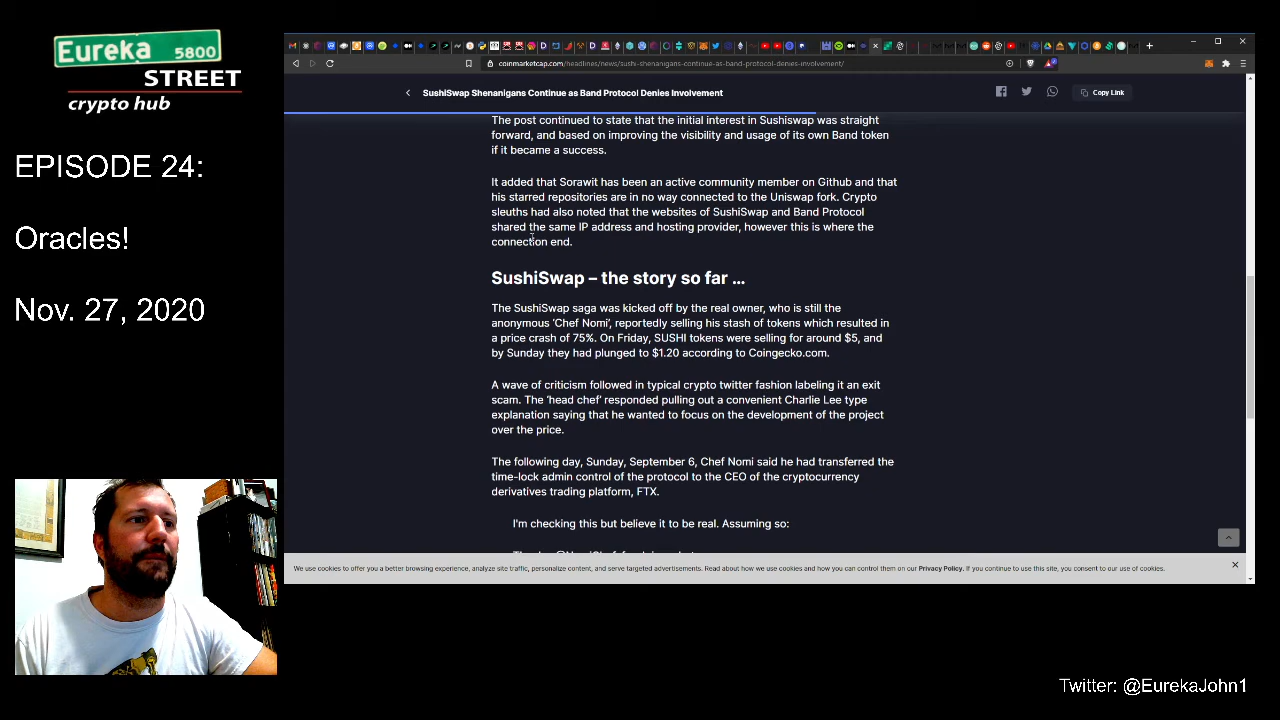 Eureka 5800
STREET
crypto hub
EPISODE 24:
Oracles!
Nov. 27, 2020
coinmarketcap.com/headlines/news/sushi-shenanigans-continue-as-band-protocol-denies-involvement/
SushiSwap Shenanigans Continue as Band Protocol Denies Involvement
Copy Link
The post continued to state that the initial interest in Sushiswap was straight
forward, and based on improving the visibility and usage of its own Band token
if it became a success.
It added that Sorawit has been an active community member on Github and that
his starred repositories are in no way connected to the Uniswap fork. Crypto
sleuths had also noted that the websites of SushiSwap and Band Protocol
shared the same IP address and hosting provider, however this is where the
connection end.
SushiSwap – the story so far ...
The SushiSwap saga was kicked off by the real owner, who is still the
anonymous ‘Chef Nomi’, reportedly selling his stash of tokens which resulted in
a price crash of 75%. On Friday, SUSHI tokens were selling for around $5, and
by Sunday they had plunged to $1.20 according to Coingecko.com.
A wave of criticism followed in typical crypto twitter fashion labeling it an exit
scam. The ‘head chef’ responded pulling out a convenient Charlie Lee type
explanation saying that he wanted to focus on the development of the project
over the price.
The following day, Sunday, September 6, Chef Nomi said he had transferred the
time-lock admin control of the protocol to the CEO of the cryptocurrency
derivatives trading platform, FTX.
I'm checking this but believe it to be real. Assuming so:
We use cookies to offer you a better browsing experience, analyze site traffic, personalize content, and serve targeted advertisements. Read about how we use cookies and how you can control them on our Privacy Policy. If you continue to use this site, you consent to our use of cookies.
Twitter: @EurekaJohn1